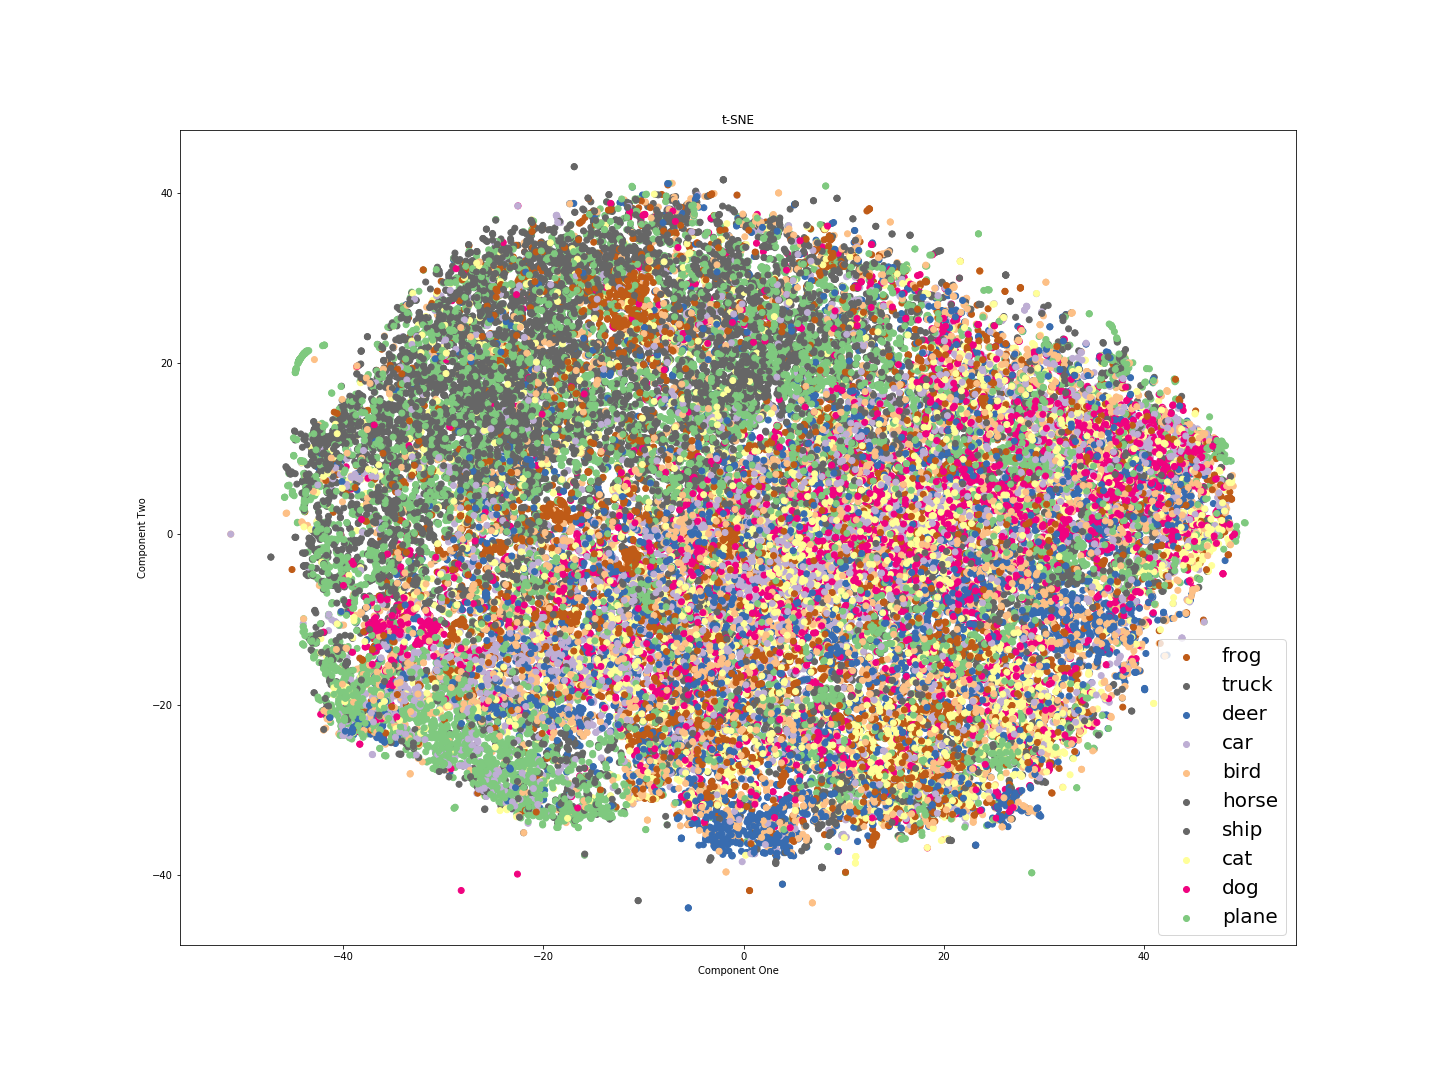 t-SNE
40
20
0
−20
−40
Component Two
−40
−20
0
20
40
Component One
frog
truck
deer
car
bird
horse
ship
cat
dog
plane